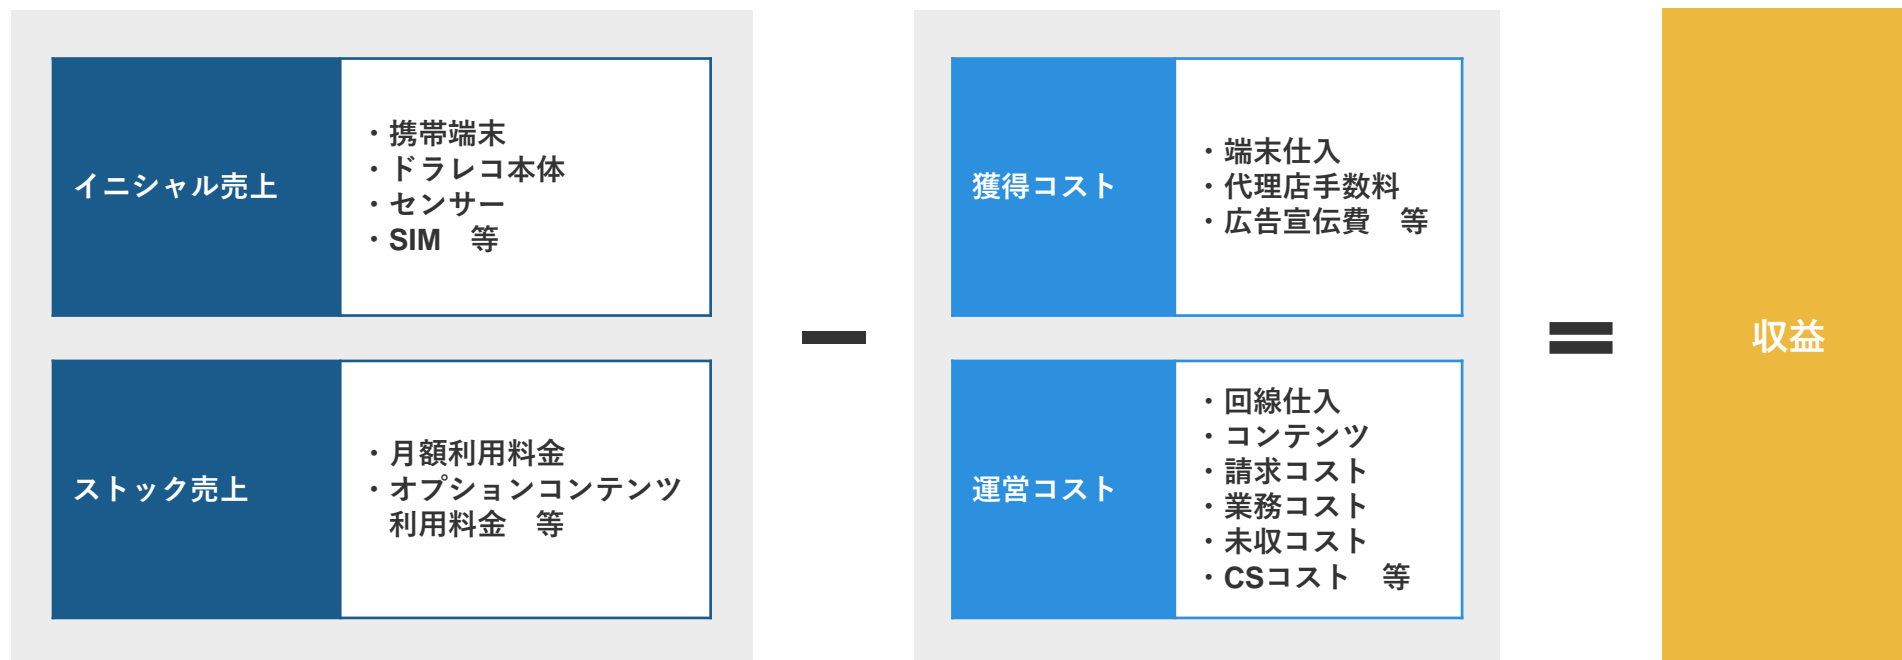 イニシャル売上
・携帯端末
・ドラレコ本体
・センサー
・SIM　等
ストック売上
・月額利用料金
・オプションコンテンツ
利用料金　等
ー
獲得コスト
・端末仕入
・代理店手数料
・広告宣伝費　等
運営コスト
・回線仕入
・コンテンツ
・請求コスト
・業務コスト
・未収コスト
・CSコスト　等
＝
収益